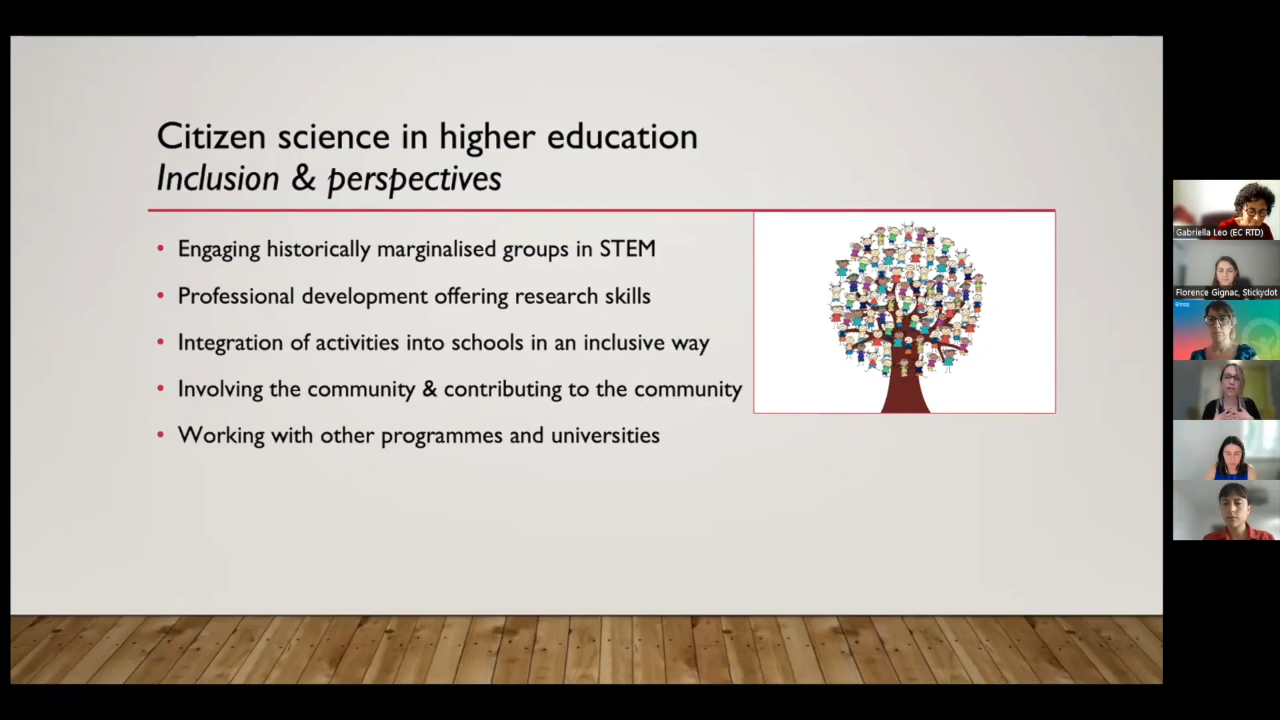 Citizen science in higher education
Inclusion & perspectives
• Engaging historically marginalised groups in STEM
• Professional development offering research skills
• Integration of activities into schools in an inclusive way
• Involving the community & contributing to the community
• Working with other programmes and universities
Gabriella Leo (EC RTD)
Florence Gignac, Stickydot